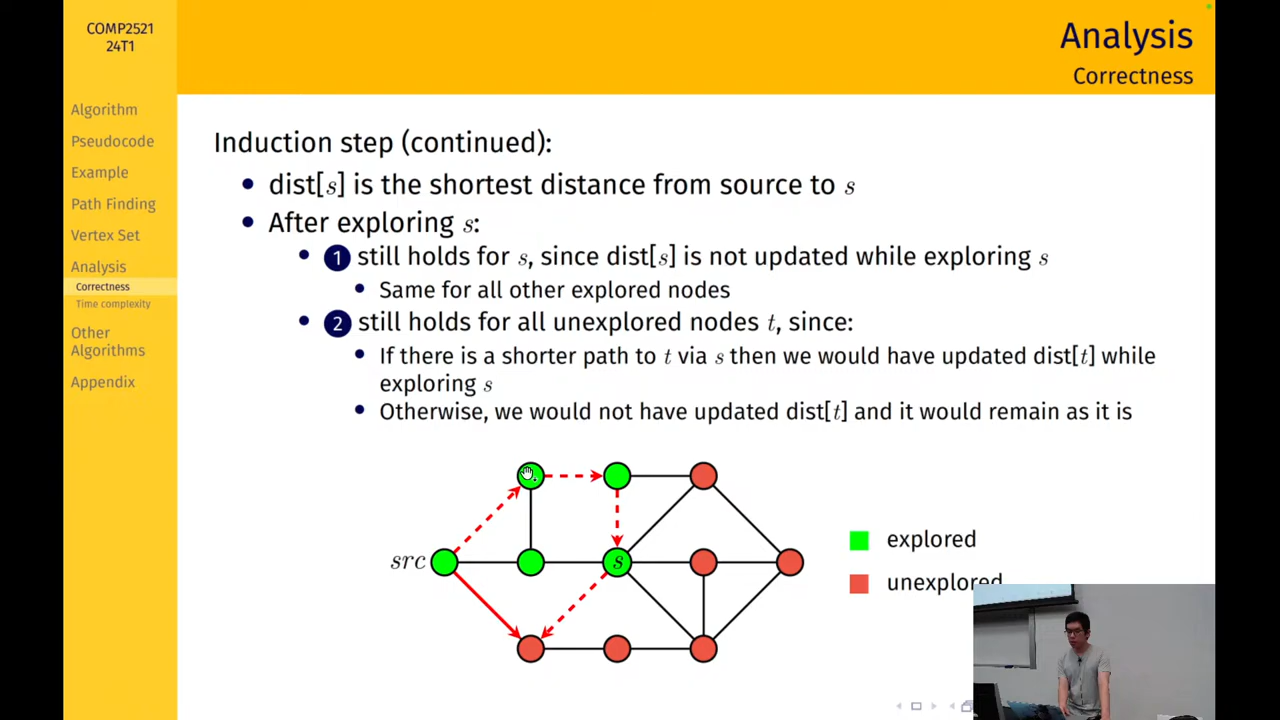 COMP2521
24T1
Analysis
Correctness
Algorithm
Pseudocode
Example
Path Finding
Vertex Set
Analysis
Correctness
Time complexity
Other
Algorithms
Appendix
Induction step (continued):
• dist[s] is the shortest distance from source to s
• After exploring s:
• 1 still holds for s, since dist[s] is not updated while exploring s
• Same for all other explored nodes
• 2 still holds for all unexplored nodes t, since:
• If there is a shorter path to t via s then we would have updated dist[t] while
exploring s
• Otherwise, we would not have updated dist[t] and it would remain as it is
src
s
explored
unexplored